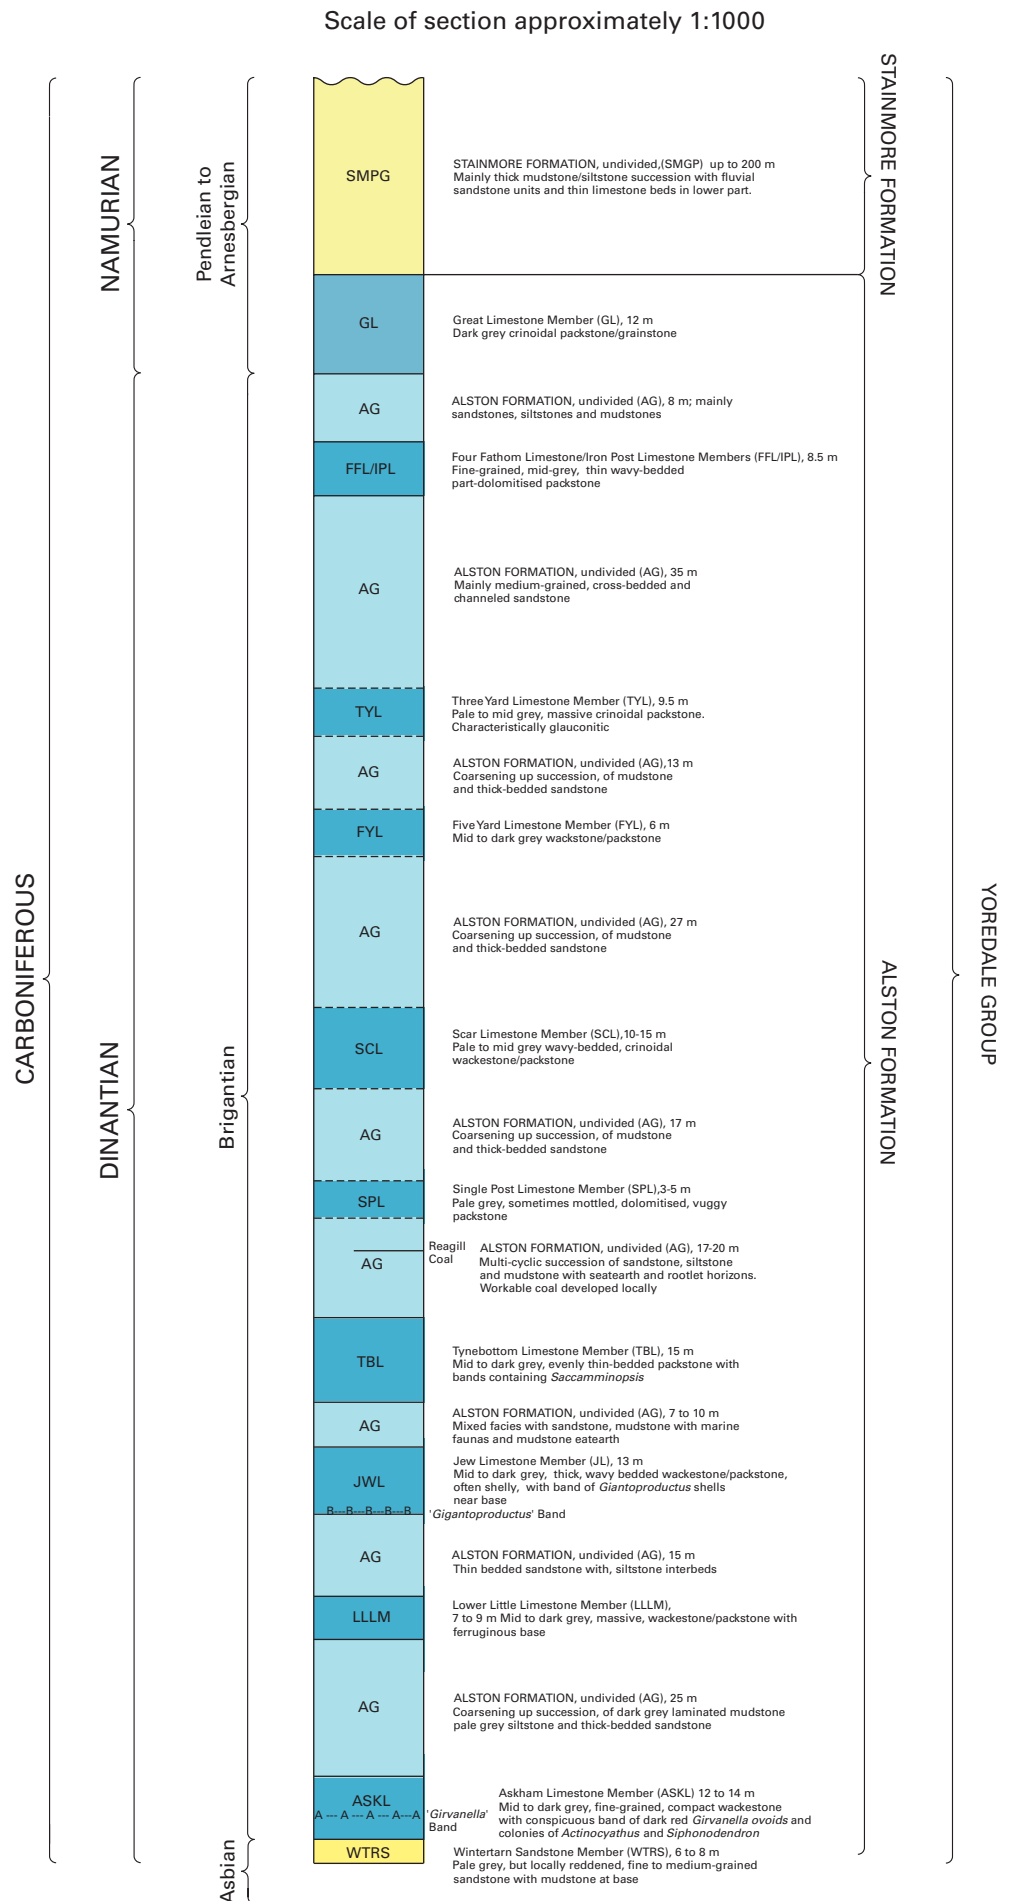 Scale of section approximately 1:1000
CARBONIFEROUS
NAMURIAN
DINANTIAN
Pendleian to
Arnesbergian
Brigantian
Asbian
STAINMORE FORMATION
ALSTON FORMATION
YOREDALE GROUP
SMPG
STAINMORE FORMATION, undivided,(SMGP) up to 200 m
Mainly thick mudstone/siltstone succession with fluvial
sandstone units and thin limestone beds in lower part.
GL
Great Limestone Member (GL), 12 m
Dark grey crinoidal packstone/grainstone
AG
ALSTON FORMATION, undivided (AG), 8 m; mainly
sandstones, siltstones and mudstones
FFL/IPL
Four Fathom Limestone/Iron Post Limestone Members (FFL/IPL), 8.5 m
Fine-grained, mid-grey, thin wavy-bedded
part-dolomitised packstone
AG
ALSTON FORMATION, undivided (AG), 35 m
Mainly medium-grained, cross-bedded and
channeled sandstone
TYL
Three Yard Limestone Member (TYL), 9.5 m
Pale to mid grey, massive crinoidal packstone.
Characteristically glauconitic
AG
ALSTON FORMATION, undivided (AG),13 m
Coarsening up succession, of mudstone
and thick-bedded sandstone
FYL
Five Yard Limestone Member (FYL), 6 m
Mid to dark grey wackstone/packstone
AG
ALSTON FORMATION, undivided (AG), 27 m
Coarsening up succession, of mudstone
and thick-bedded sandstone
SCL
Scar Limestone Member (SCL),10-15 m
Pale to mid grey wavy-bedded, crinoidal
wackestone/packstone
AG
ALSTON FORMATION, undivided (AG), 17 m
Coarsening up succession, of mudstone
and thick-bedded sandstone
SPL
Single Post Limestone Member (SPL),3-5 m
Pale grey, sometimes mottled, dolomitised, vuggy
packstone
Reagill
Coal
AG
ALSTON FORMATION, undivided (AG), 17-20 m
Multi-cyclic succession of sandstone, siltstone
and mudstone with seatearth and rootlet horizons.
Workable coal developed locally
TBL
Tynebottom Limestone Member (TBL), 15 m
Mid to dark grey, evenly thin-bedded packstone with
bands containing Saccamminopsis
AG
ALSTON FORMATION, undivided (AG), 7 to 10 m
Mixed facies with sandstone, mudstone with marine
faunas and mudstone eatearth
JWL
Jew Limestone Member (JL), 13 m
Mid to dark grey, thick, wavy bedded wackestone/packstone,
often shelly, with band of Giantoproductus shells
near base
B---B---B---B---B
'Gigantoproductus' Band
AG
ALSTON FORMATION, undivided (AG), 15 m
Thin bedded sandstone with, siltstone interbeds
LLLM
Lower Little Limestone Member (LLLM),
7 to 9 m Mid to dark grey, massive, wackestone/packstone with
ferruginous base
AG
ALSTON FORMATION, undivided (AG), 25 m
Coarsening up succession, of dark grey laminated mudstone
pale grey siltstone and thick-bedded sandstone
ASKL
A --- A --- A --- A---A
'Girvanella'
Band
Askham Limestone Member (ASKL) 12 to 14 m
Mid to dark grey, fine-grained, compact wackestone
with conspicuous band of dark red Girvanella ovoids and
colonies of Actinocyathus and Siphonodendron
WTRS
Wintertarn Sandstone Member (WTRS), 6 to 8 m
Pale grey, but locally reddened, fine to medium-grained
sandstone with mudstone at base